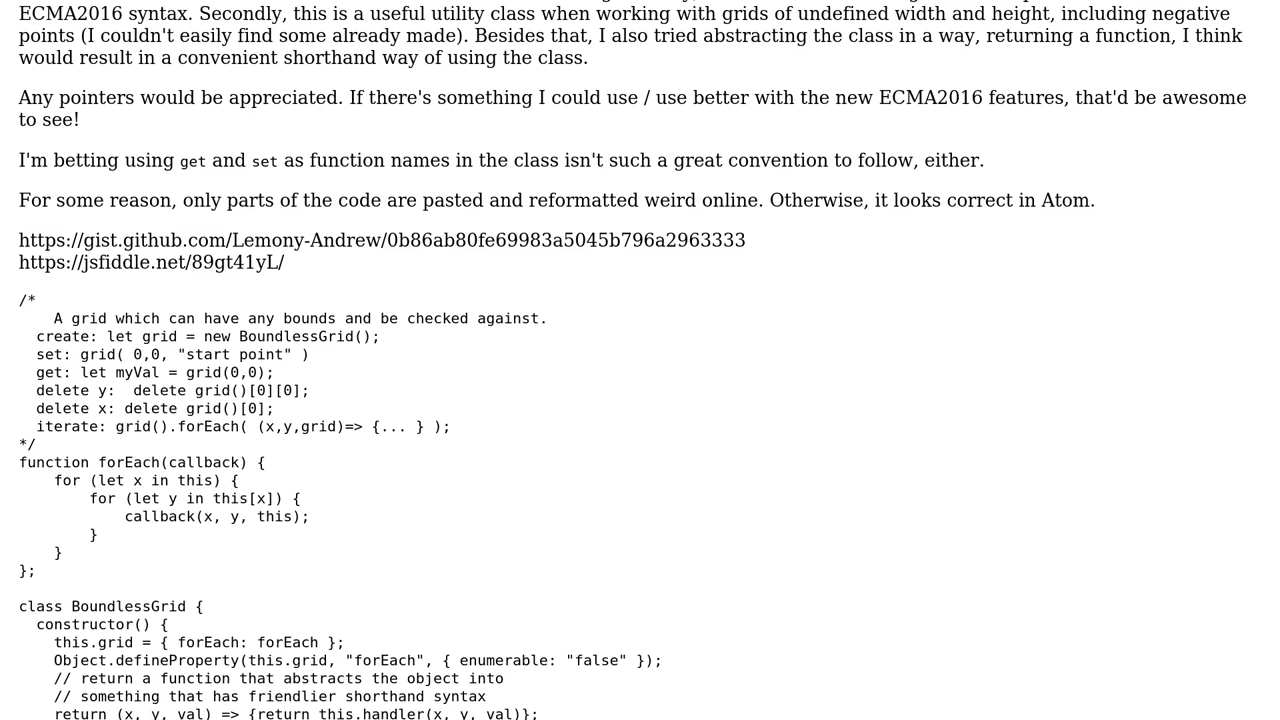 ECMA2016 syntax. Secondly, this is a useful utility class when working with grids of undefined width and height, including negative
points (I couldn't easily find some already made). Besides that, I also tried abstracting the class in a way, returning a function, I think
would result in a convenient shorthand way of using the class.
Any pointers would be appreciated. If there's something I could use / use better with the new ECMA2016 features, that'd be awesome
to see!
I'm betting using get and set as function names in the class isn't such a great convention to follow, either.
For some reason, only parts of the code are pasted and reformatted weird online. Otherwise, it looks correct in Atom.
https://gist.github.com/Lemony-Andrew/0b86ab80fe69983a5045b796a2963333
https://jsfiddle.net/89gt41yL/
/*
    A grid which can have any bounds and be checked against.
  create: let grid = new BoundlessGrid();
  set: grid( 0,0, "start point" )
  get: let myVal = grid(0,0);
  delete y:  delete grid()[0][0];
  delete x: delete grid()[0];
  iterate: grid().forEach( (x,y,grid)=> {... } );
*/
function forEach(callback) {
    for (let x in this) {
        for (let y in this[x]) {
            callback(x, y, this);
        }
    }
};
class BoundlessGrid {
  constructor() {
    this.grid = { forEach: forEach };
    Object.defineProperty(this.grid, "forEach", { enumerable: "false" });
    // return a function that abstracts the object into
    // something that has friendlier shorthand syntax
    return (x, y, val) => {return this.handler(x, y, val)};